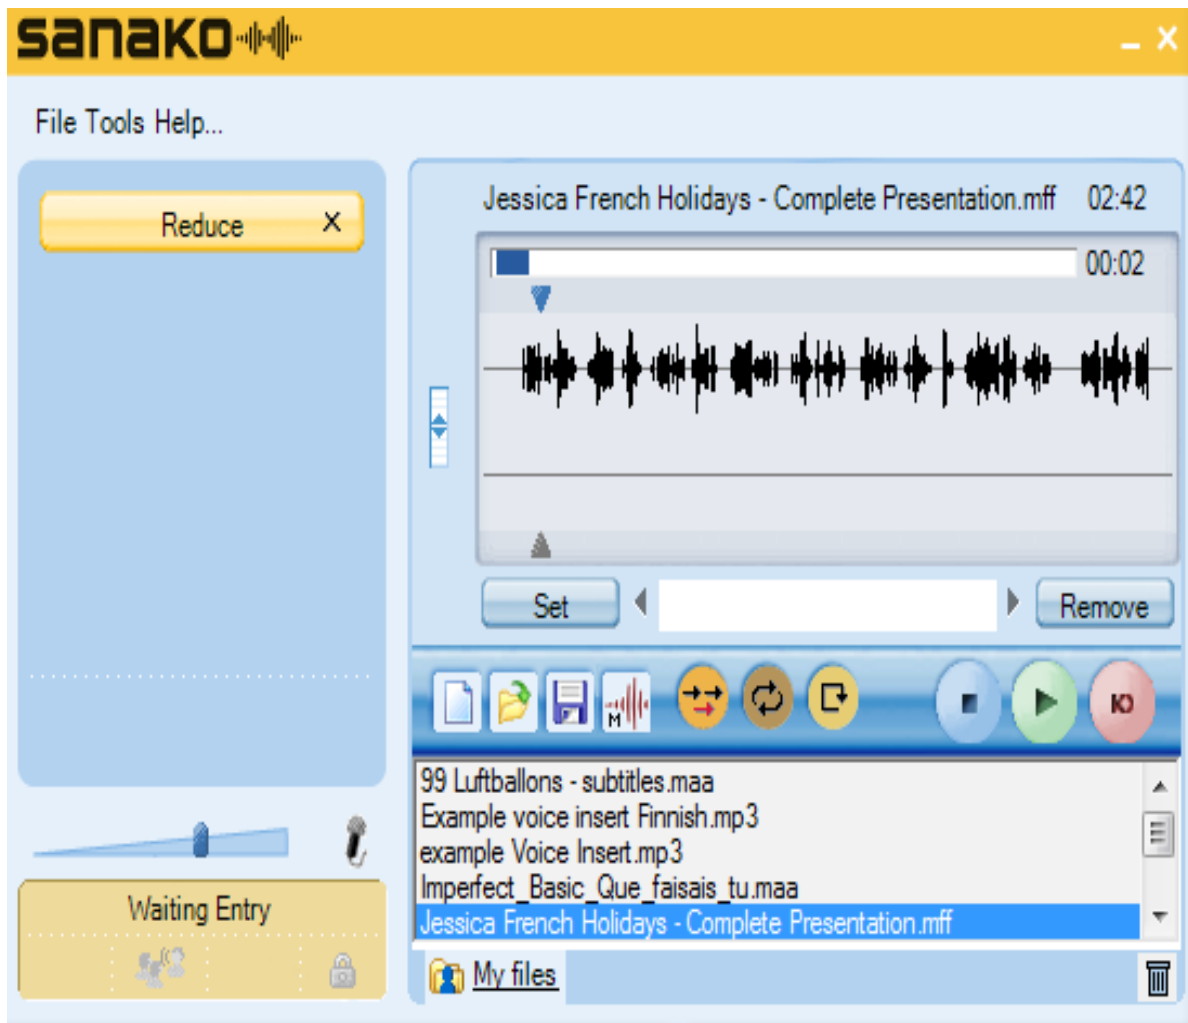 sanako
File Tools Help...
Reduce X
Jessica French Holidays - Complete Presentation.mff 02:42
00:02
Set
Remove
M
99 Luftballons - subtitles.maa
Example voice insert Finnish.mp3
example Voice Insert.mp3
Imperfect_Basic_Que_faisais_tu.maa
Jessica French Holidays - Complete Presentation.mff
My files
Waiting Entry